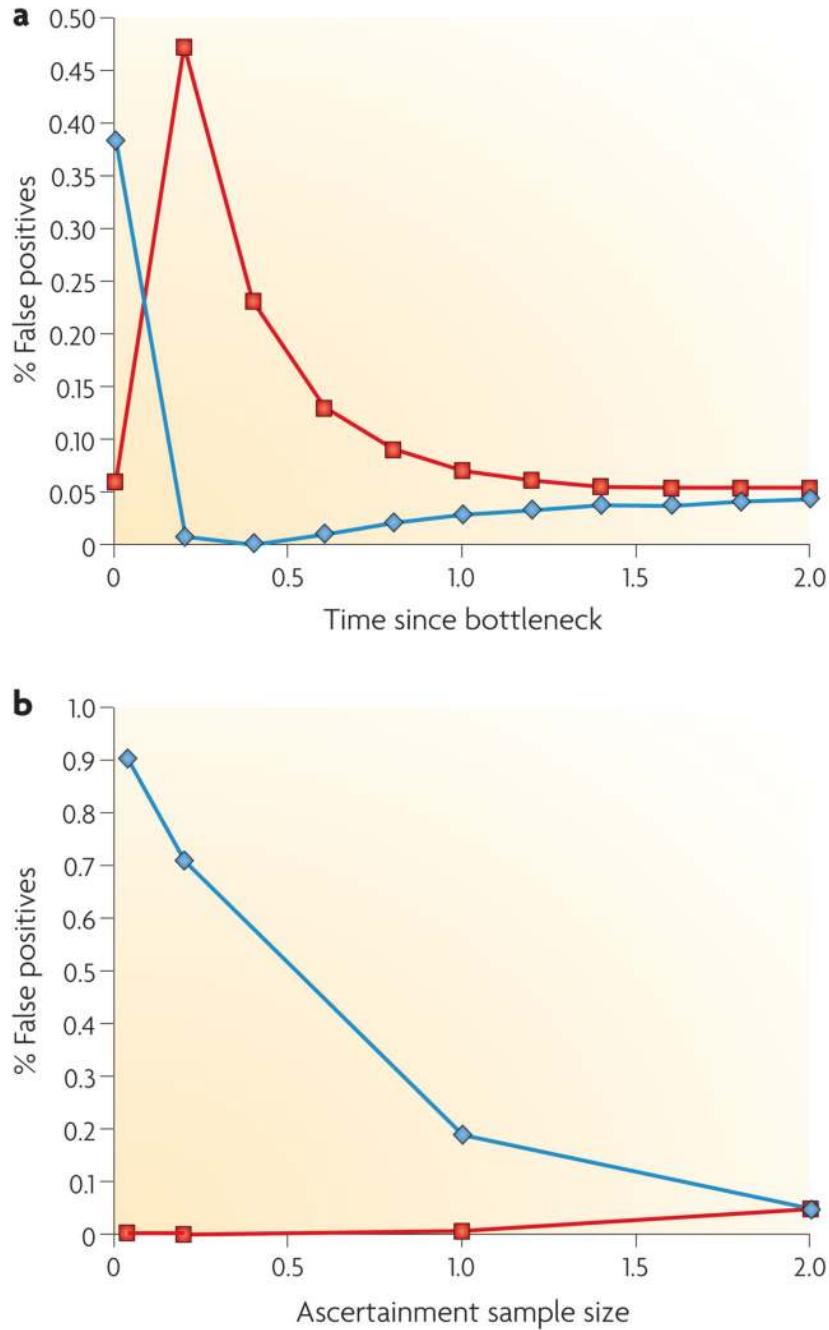 a
0.50
0.45
0.40
0.35
0.30
0.25
0.20
0.15
0.10
0.05
0
% False positives
0 0.5 1.0 1.5 2.0
Time since bottleneck
b
1.0
0.9
0.8
0.7
0.6
0.5
0.4
0.3
0.2
0.1
0
% False positives
0 0.5 1.0 1.5 2.0
Ascertainment sample size